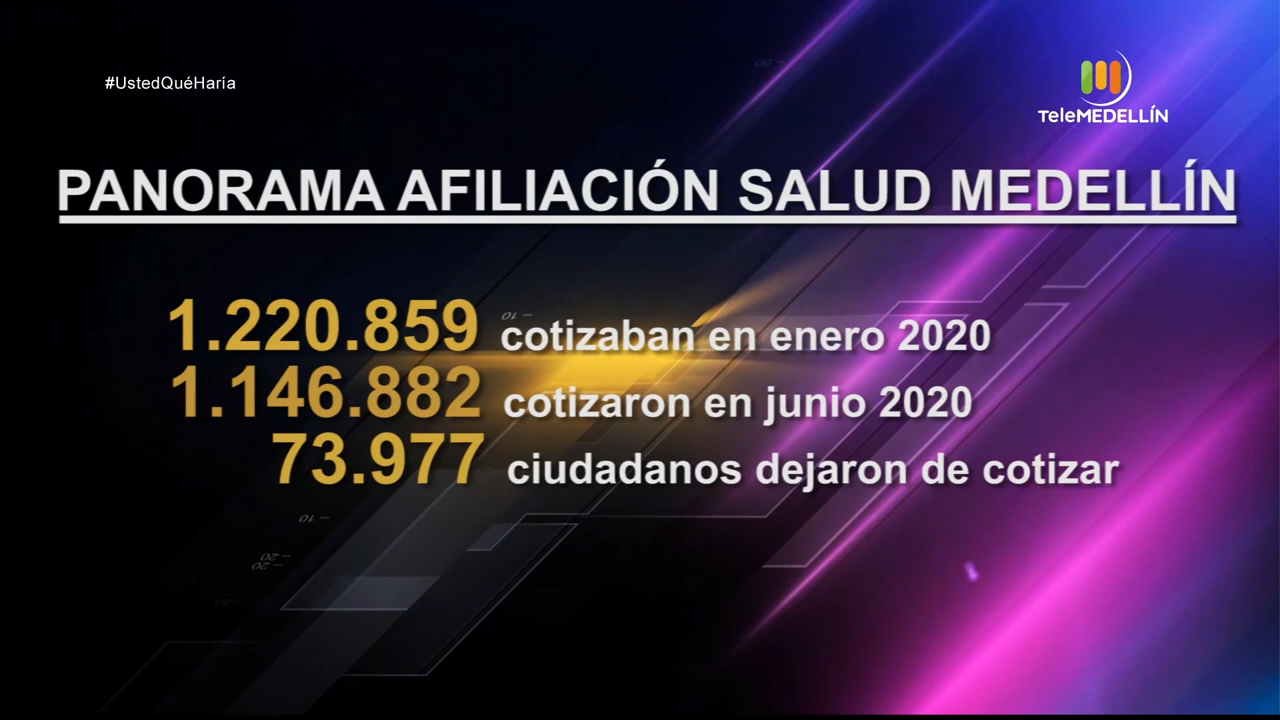 #UstedQuéHaría
TeleMEDELLÍN
PANORAMA AFILIACIÓN SALUD MEDELLÍN
1.220.859 cotizaban en enero 2020
1.146.882 cotizaron en junio 2020
73.977 ciudadanos dejaron de cotizar